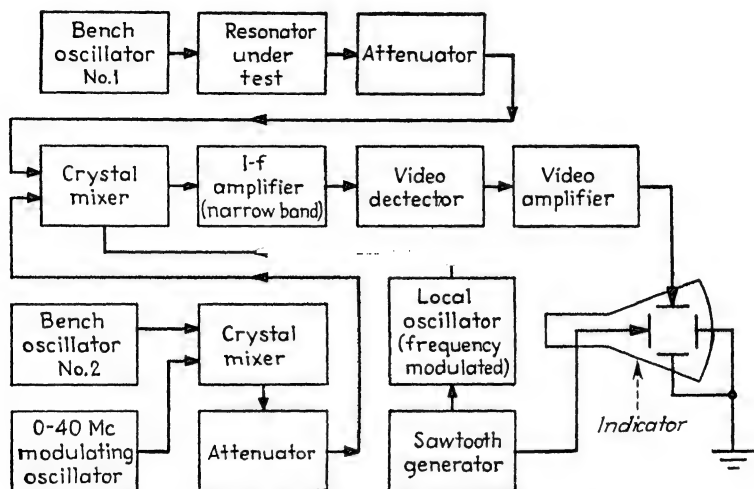 Bench
oscillator
No.1
Resonator
under
test
Attenuator
Crystal
mixer
I-f
amplifier
(narrow band)
Video
dectector
Video
amplifier
Bench
oscillator
No.2
Crystal
mixer
Local
oscillator
(frequency
modulated)
0-40 Mc
modulating
oscillator
Attenuator
Sawtooth
generator
Indicator